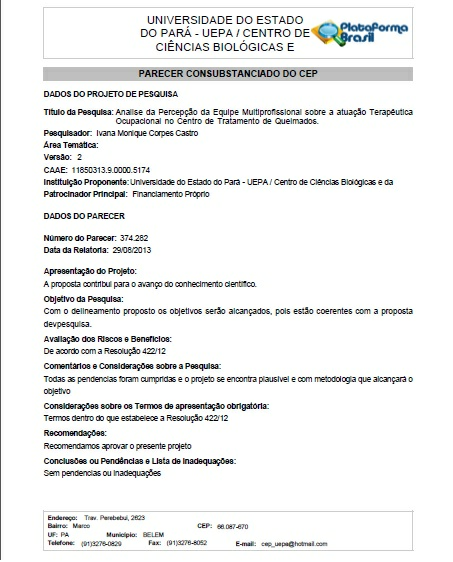 UNIVERSIDADE DO ESTADO
DO PARÁ - UEPA / CENTRO DE
CIÊNCIAS BIOLÓGICAS E
PlataForma
Brasil
PARECER CONSUBSTANCIADO DO CEP
DADOS DO PROJETO DE PESQUISA
Título da Pesquisa: Analise da Percepção da Equipe Multiprofissional sobre a atuação Terapêutica
Ocupacional no Centro de Tratamento de Queimados.
Pesquisador: Ivana Monique Corpes Castro
Área Temática:
Versão: 2
CAAE: 11850313.9.0000.5174
Instituição Proponente: Universidade do Estado do Pará - UEPA / Centro de Ciências Biológicas e da
Patrocinador Principal: Financiamento Próprio
DADOS DO PARECER
Número do Parecer: 374.282
Data da Relatoria: 29/08/2013
Apresentação do Projeto:
A proposta contribui para o avanço do conhecimento científico.
Objetivo da Pesquisa:
Com o delineamento proposto os objetivos serão alcançados, pois estão coerentes com a proposta
devpesquisa.
Avaliação dos Riscos e Benefícios:
De acordo com a Resolução 422/12
Comentários e Considerações sobre a Pesquisa:
Todas as pendencias foram cumpridas e o projeto se encontra plausível e com metodologia que alcançará o
objetivo
Considerações sobre os Termos de apresentação obrigatória:
Termos dentro do que estabelece a Resolução 422/12
Recomendações:
Recomendamos aprovar o presente projeto
Conclusões ou Pendências e Lista de Inadequações:
Sem pendencias ou inadequações
Endereço: Trav. Perebebuí, 2623
Bairro: Marco CEP: 66.087-670
UF: PA Município: BELEM
Telefone: (91)3276-0829 Fax: (91)3276-8052 E-mail: cep_uepa@hotmail.com